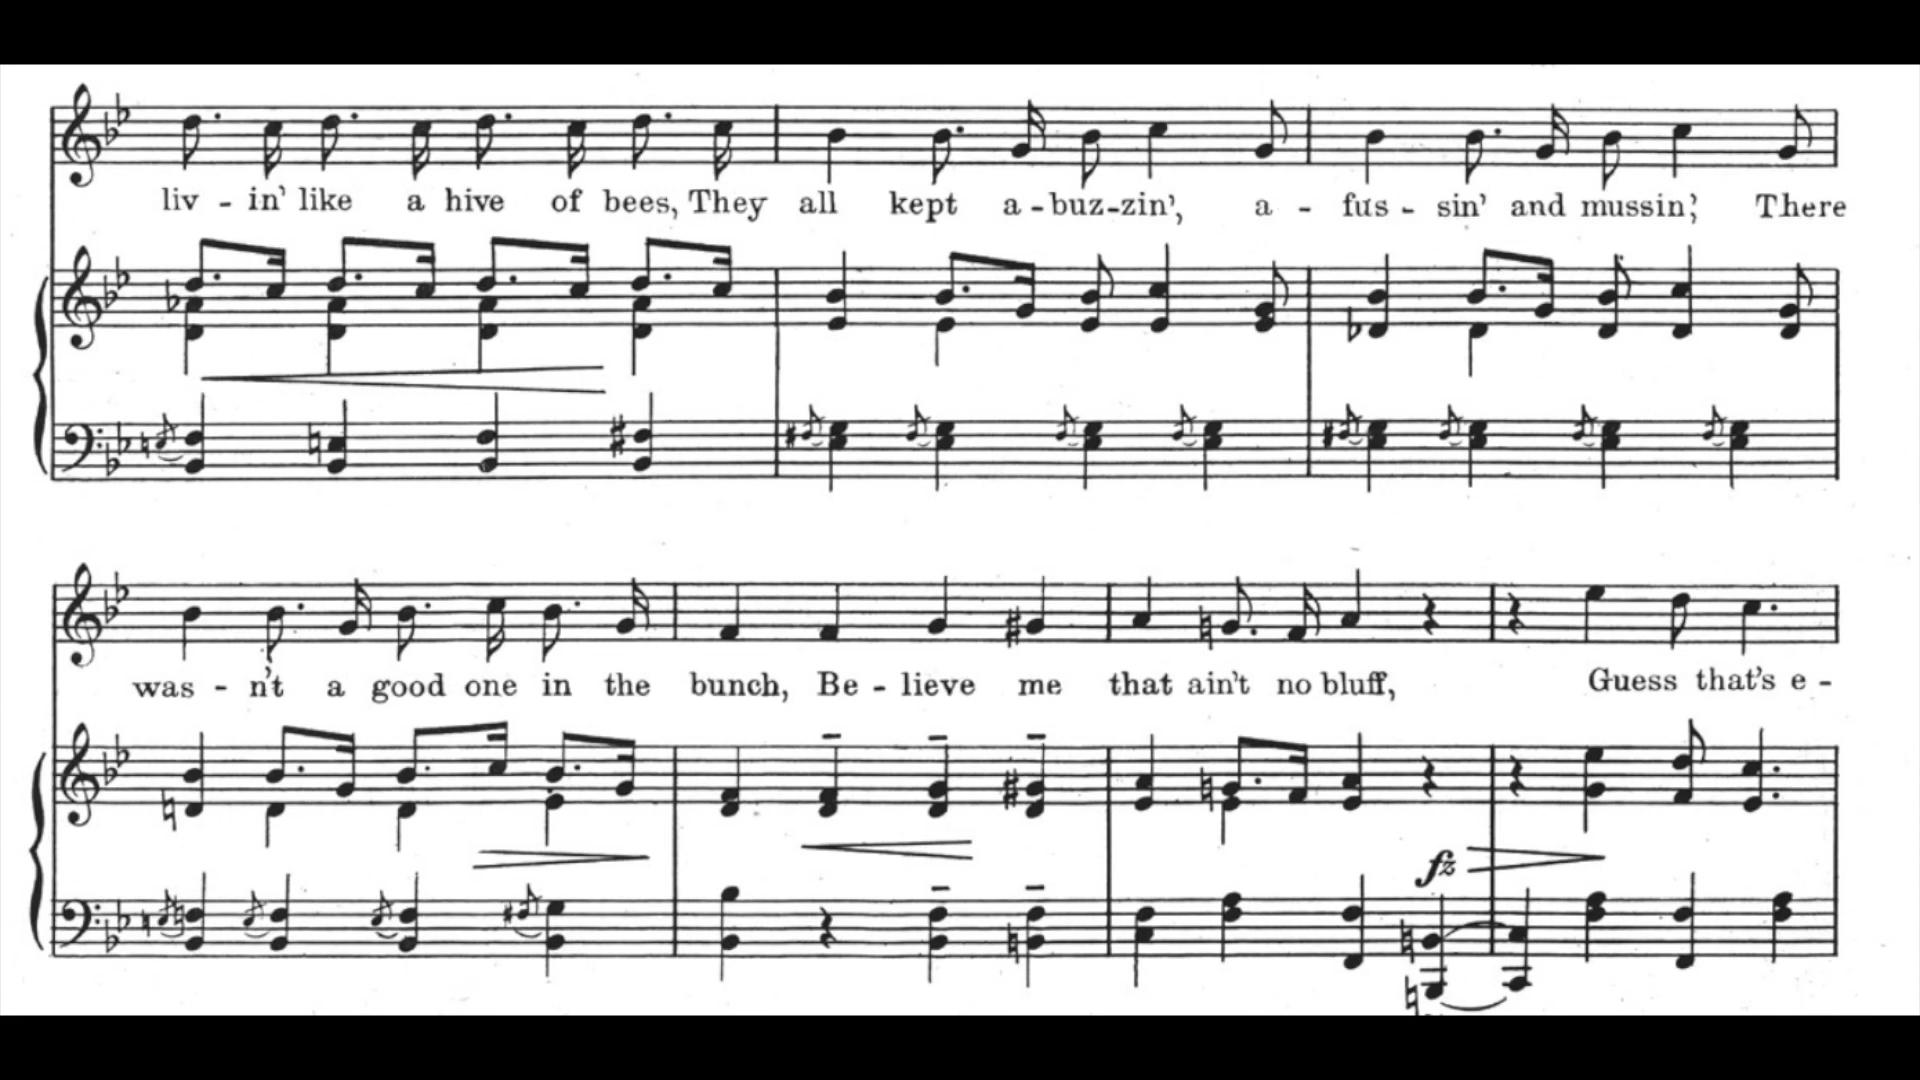 liv - in' like a hive of bees, They all kept a - buz - zin', a - fus - sin' and mussin', There
was - n't a good one in the bunch, Be - lieve me that ain't no bluff, Guess that's e -
fz